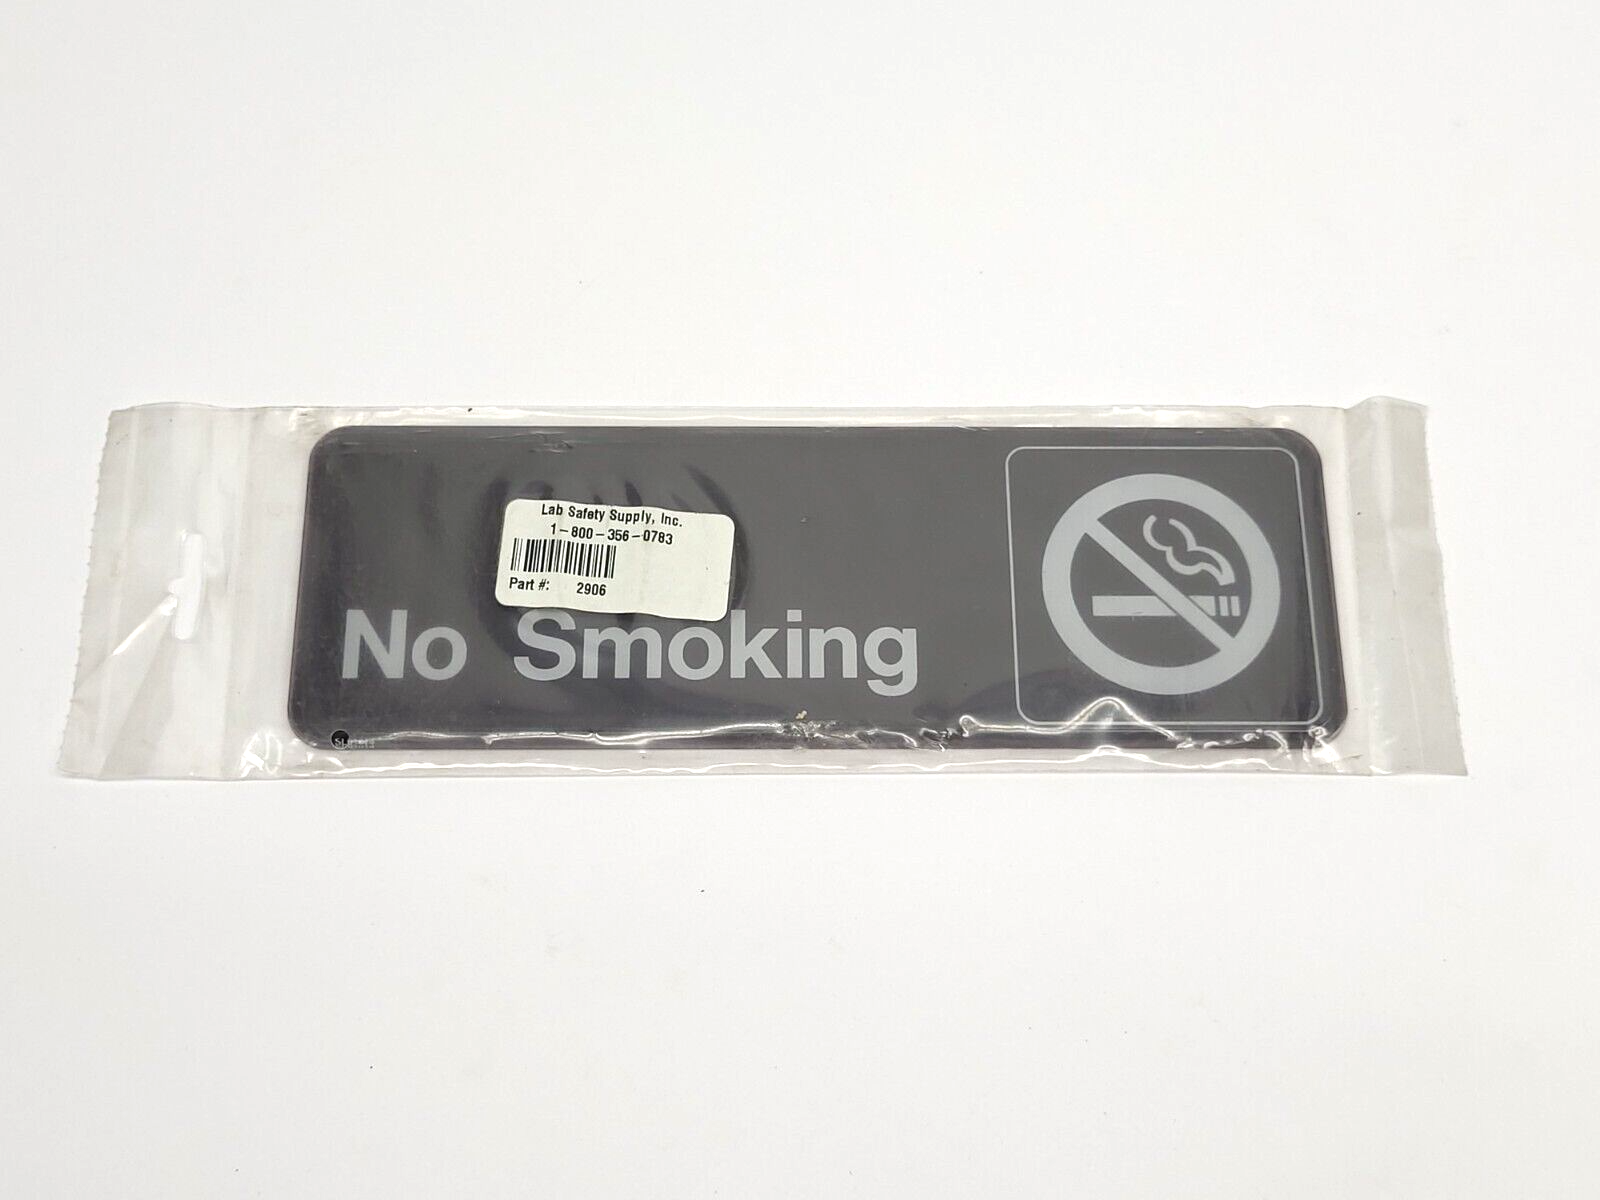 Lab Safety Supply, Inc.
1-800-356-0783
Part #: 2906
No Smoking